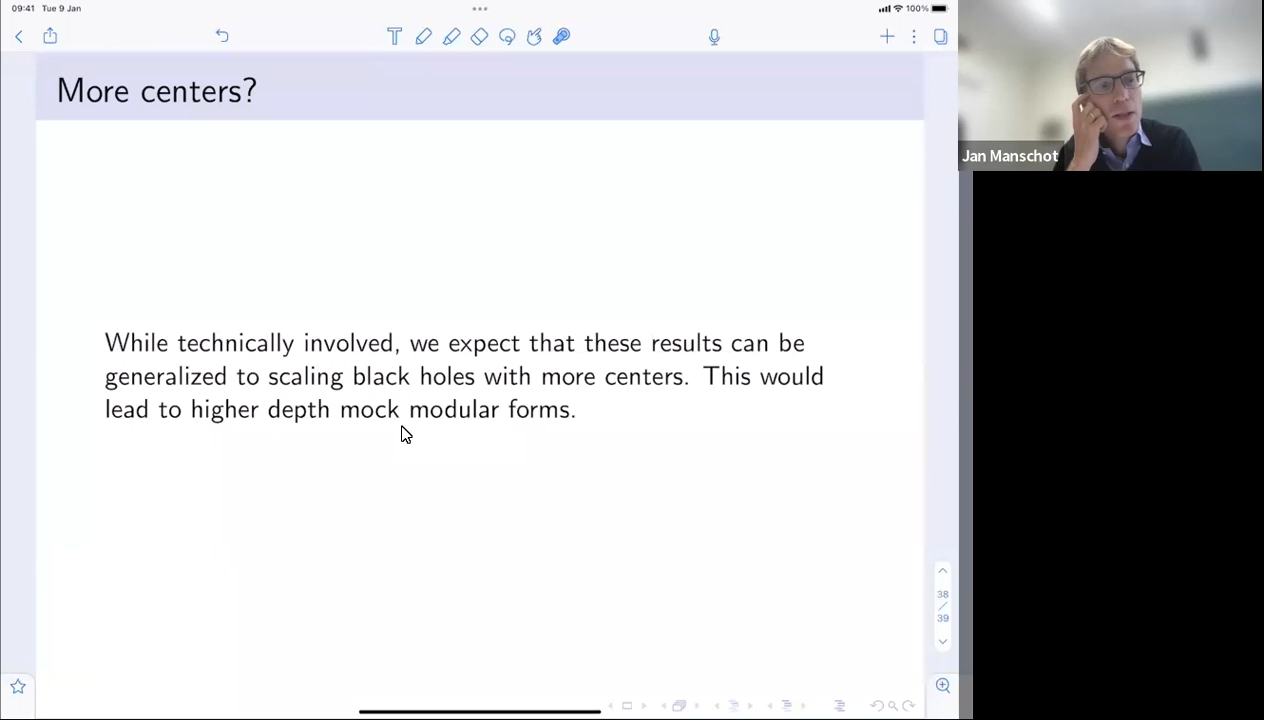 09:41 Tue 9 Jan
100%
More centers?
Jan Manschot
While technically involved, we expect that these results can be
generalized to scaling black holes with more centers. This would
lead to higher depth mock modular forms.
38
/
39